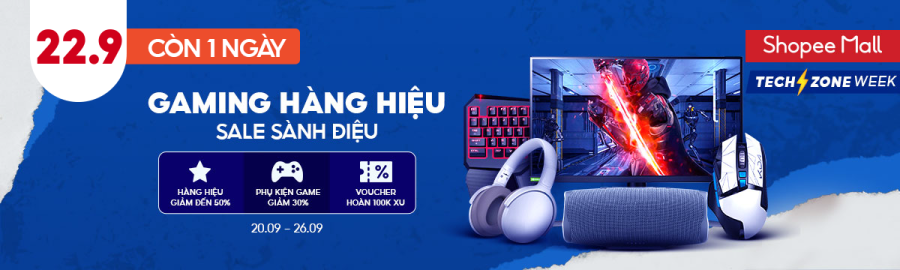 22.9
CÒN 1 NGÀY
Shopee Mall
TECH ZONE WEEK
GAMING HÀNG HIỆU
SALE SÀNH ĐIỆU
HÀNG HIỆU
GIẢM ĐẾN 50%
PHỤ KIỆN GAME
GIẢM 30%
%
VOUCHER
HOÀN 100K XU
20.09 – 26.09